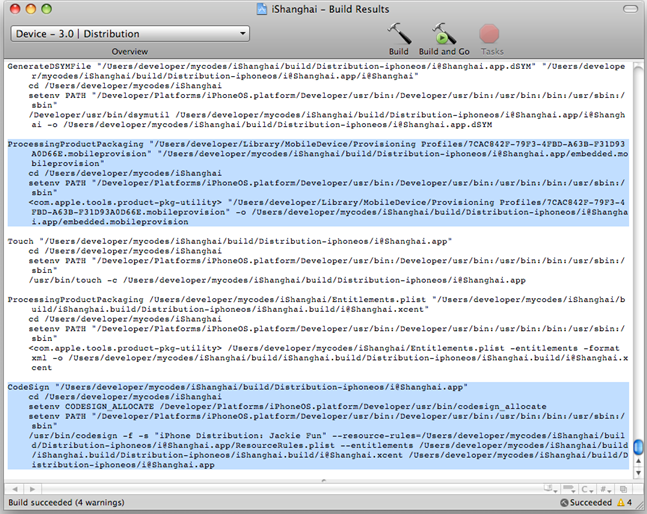 iShanghai – Build Results
Device – 3.0 | Distribution
Overview
Build
Build and Go
Tasks
GenerateDSYMFile "/Users/developer/mycodes/iShanghai/build/Distribution-iphoneos/i@Shanghai.app.dSYM" "/Users/develope
r/mycodes/iShanghai/build/Distribution-iphoneos/i@Shanghai.app/i@Shanghai"
cd /Users/developer/mycodes/iShanghai
setenv PATH "/Developer/Platforms/iPhoneOS.platform/Developer/usr/bin:/Developer/usr/bin:/usr/bin:/bin:/usr/sbin:/
sbin"
/Developer/usr/bin/dsymutil /Users/developer/mycodes/iShanghai/build/Distribution-iphoneos/i@Shanghai.app/i@Shangh
ai -o /Users/developer/mycodes/iShanghai/build/Distribution-iphoneos/i@Shanghai.app.dSYM
ProcessingProductPackaging "/Users/developer/Library/MobileDevice/Provisioning Profiles/7CAC842F-79F3-4FBD-A63B-F31D93
A0D66E.mobileprovision" "/Users/developer/mycodes/iShanghai/build/Distribution-iphoneos/i@Shanghai.app/embedded.mo
bileprovision"
cd /Users/developer/mycodes/iShanghai
setenv PATH "/Developer/Platforms/iPhoneOS.platform/Developer/usr/bin:/Developer/usr/bin:/usr/bin:/bin:/usr/sbin:/
sbin"
<com.apple.tools.product-pkg-utility> "/Users/developer/Library/MobileDevice/Provisioning Profiles/7CAC842F-79F3-4
FBD-A63B-F31D93A0D66E.mobileprovision" -o /Users/developer/mycodes/iShanghai/build/Distribution-iphoneos/i@Shangha
i.app/embedded.mobileprovision
Touch "/Users/developer/mycodes/iShanghai/build/Distribution-iphoneos/i@Shanghai.app"
cd /Users/developer/mycodes/iShanghai
setenv PATH "/Developer/Platforms/iPhoneOS.platform/Developer/usr/bin:/Developer/usr/bin:/usr/bin:/bin:/usr/sbin:/
sbin"
/usr/bin/touch -c /Users/developer/mycodes/iShanghai/build/Distribution-iphoneos/i@Shanghai.app
ProcessingProductPackaging /Users/developer/mycodes/iShanghai/Entitlements.plist "/Users/developer/mycodes/iShanghai/b
uild/iShanghai.build/Distribution-iphoneos/iShanghai.build/i@Shanghai.xcent"
cd /Users/developer/mycodes/iShanghai
setenv PATH "/Developer/Platforms/iPhoneOS.platform/Developer/usr/bin:/Developer/usr/bin:/usr/bin:/bin:/usr/sbin:/
sbin"
<com.apple.tools.product-pkg-utility> /Users/developer/mycodes/iShanghai/Entitlements.plist -entitlements -format
xml -o /Users/developer/mycodes/iShanghai/build/iShanghai.build/Distribution-iphoneos/iShanghai.build/i@Shanghai.x
cent
CodeSign "/Users/developer/mycodes/iShanghai/build/Distribution-iphoneos/i@Shanghai.app"
cd /Users/developer/mycodes/iShanghai
setenv CODESIGN_ALLOCATE /Developer/Platforms/iPhoneOS.platform/Developer/usr/bin/codesign_allocate
setenv PATH "/Developer/Platforms/iPhoneOS.platform/Developer/usr/bin:/Developer/usr/bin:/usr/bin:/bin:/usr/sbin:/
sbin"
/usr/bin/codesign -f -s "iPhone Distribution: Jackie Fun" --resource-rules=/Users/developer/mycodes/iShanghai/buil
d/Distribution-iphoneos/i@Shanghai.app/ResourceRules.plist --entitlements /Users/developer/mycodes/iShanghai/build
/iShanghai.build/Distribution-iphoneos/iShanghai.build/i@Shanghai.xcent /Users/developer/mycodes/iShanghai/build/D
istribution-iphoneos/i@Shanghai.app
Build succeeded (4 warnings)
Succeeded
4